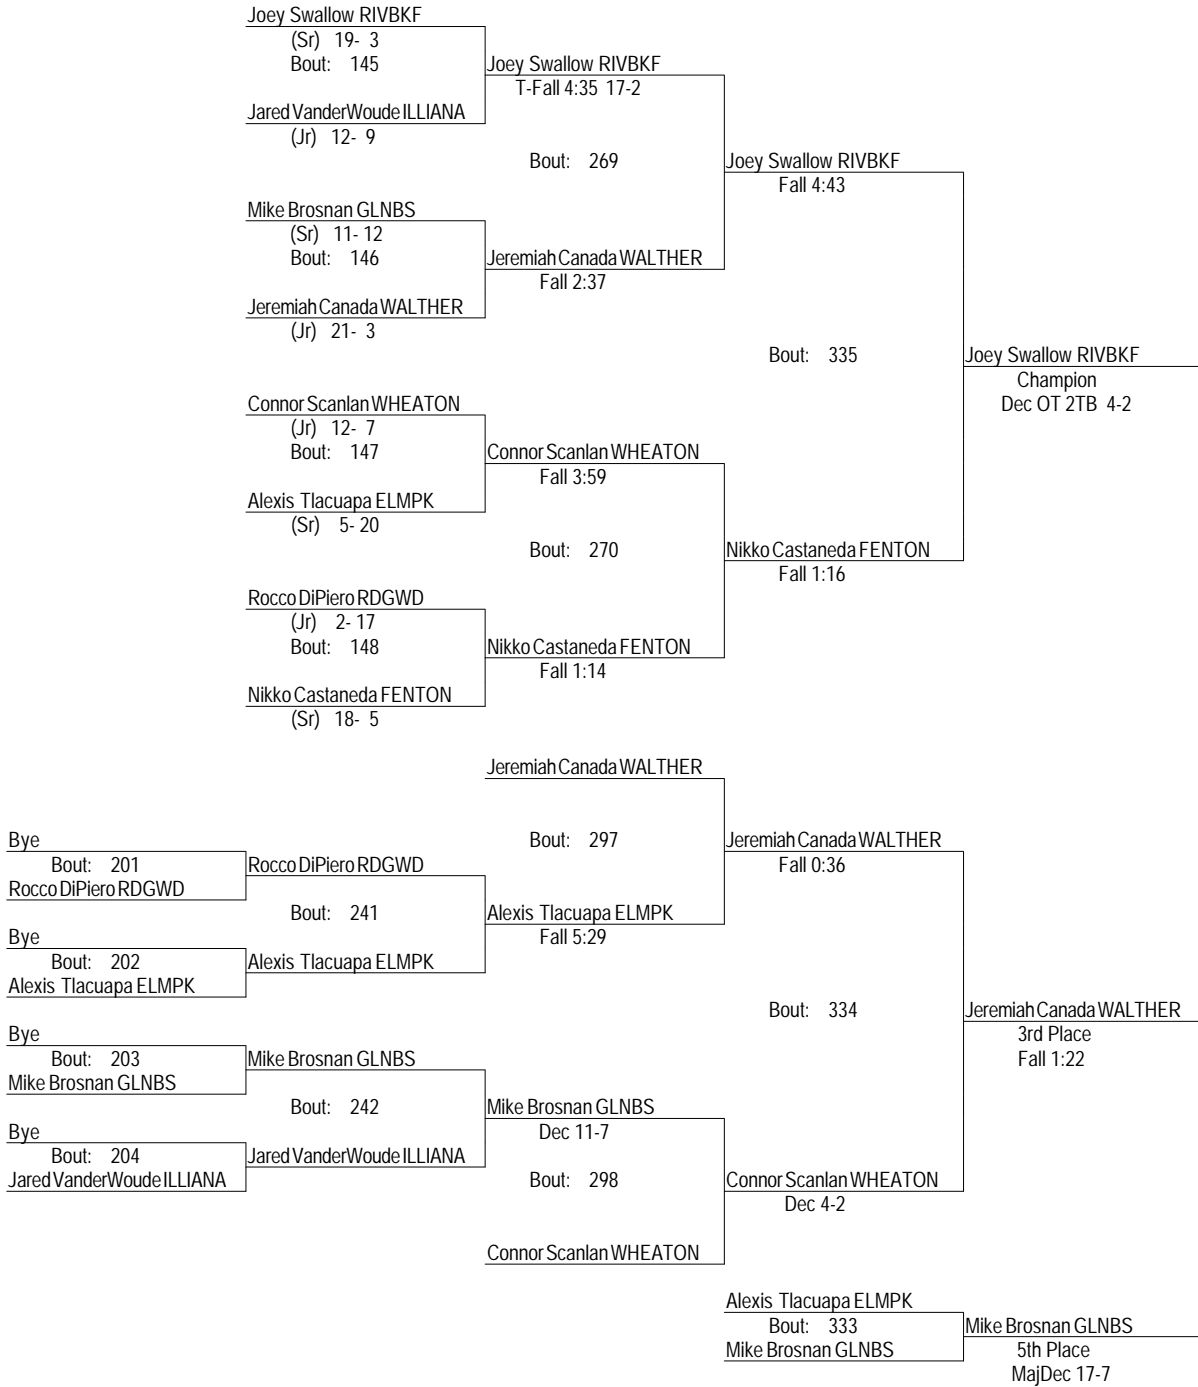 Joey Swallow RIVBKF
(Sr) 19- 3
Bout: 145
Joey Swallow RIVBKF
T-Fall 4:35 17-2
Jared VanderWoude ILLIANA
(Jr) 12- 9
Bout: 269
Joey Swallow RIVBKF
Fall 4:43
Mike Brosnan GLNBS
(Sr) 11- 12
Bout: 146
Jeremiah Canada WALTHER
Fall 2:37
Jeremiah Canada WALTHER
(Jr) 21- 3
Bout: 335
Joey Swallow RIVBKF
Champion
Dec OT 2TB 4-2
Connor Scanlan WHEATON
(Jr) 12- 7
Bout: 147
Connor Scanlan WHEATON
Fall 3:59
Alexis Tlacuapa ELMPK
(Sr) 5- 20
Bout: 270
Nikko Castaneda FENTON
Fall 1:16
Rocco DiPiero RDGWD
(Jr) 2- 17
Bout: 148
Nikko Castaneda FENTON
Fall 1:14
Nikko Castaneda FENTON
(Sr) 18- 5
Jeremiah Canada WALTHER
Bout: 297
Jeremiah Canada WALTHER
Fall 0:36
Bye
Bout: 201
Rocco DiPiero RDGWD
Rocco DiPiero RDGWD
Bout: 241
Alexis Tlacuapa ELMPK
Fall 5:29
Bye
Bout: 202
Alexis Tlacuapa ELMPK
Alexis Tlacuapa ELMPK
Bout: 334
Jeremiah Canada WALTHER
3rd Place
Fall 1:22
Bye
Bout: 203
Mike Brosnan GLNBS
Mike Brosnan GLNBS
Bout: 242
Mike Brosnan GLNBS
Dec 11-7
Bye
Bout: 204
Jared VanderWoude ILLIANA
Jared VanderWoude ILLIANA
Bout: 298
Connor Scanlan WHEATON
Dec 4-2
Connor Scanlan WHEATON
Alexis Tlacuapa ELMPK
Bout: 333
Mike Brosnan GLNBS
Mike Brosnan GLNBS
5th Place
MajDec 17-7